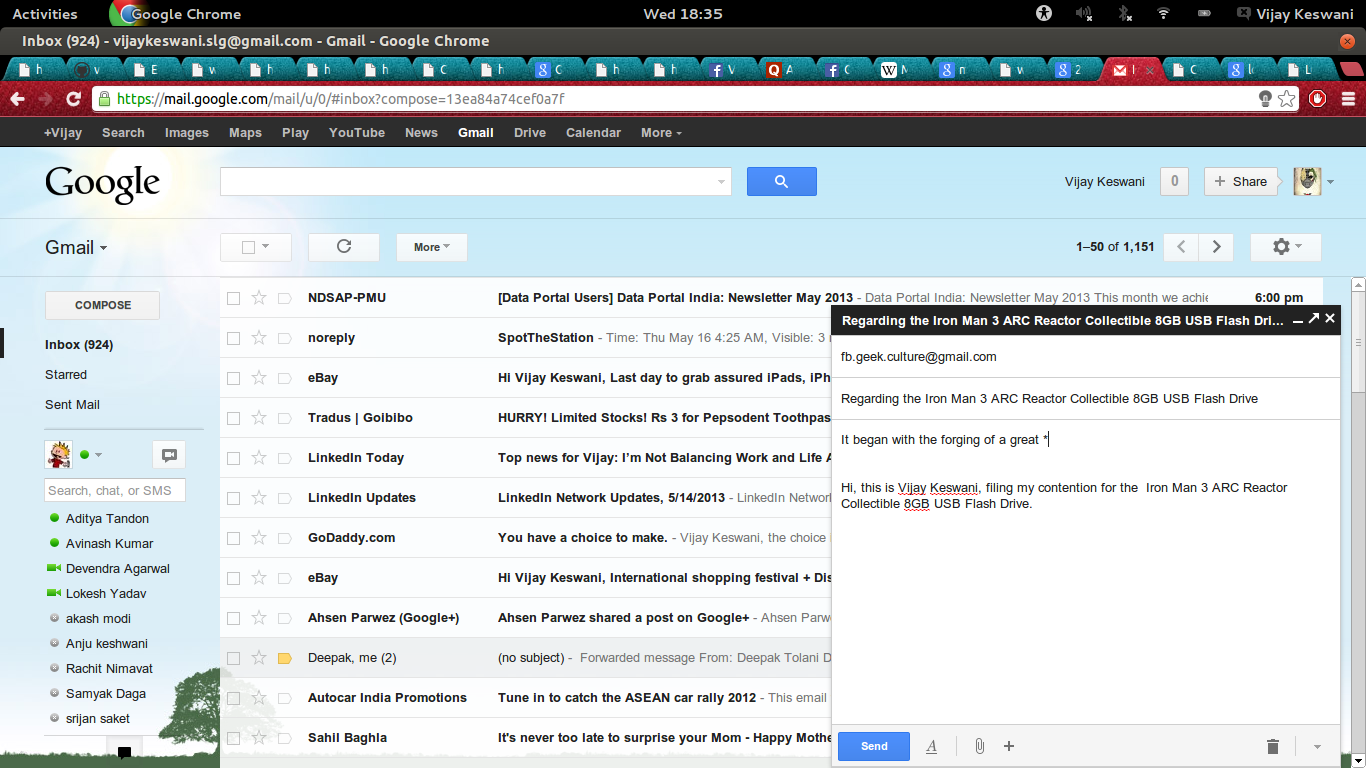 Activities Google Chrome Wed 18:35 Vijay Keswani
Inbox (924) - vijaykeswani.slg@gmail.com - Gmail - Google Chrome
https://mail.google.com/mail/u/0/#inbox?compose=13ea84a74cef0a7f
+Vijay Search Images Maps Play YouTube News Gmail Drive Calendar More
Google Vijay Keswani 0 + Share
Gmail More 1–50 of 1,151
COMPOSE
Inbox (924)
Starred
Sent Mail
Search, chat, or SMS
Aditya Tandon
Avinash Kumar
Devendra Agarwal
Lokesh Yadav
akash modi
Anju keshwani
Rachit Nimavat
Samyak Daga
srijan saket
NDSAP-PMU [Data Portal Users] Data Portal India: Newsletter May 2013 - Data Portal India: Newsletter May 2013 This month we achie 6:00 pm
noreply SpotTheStation - Time: Thu May 16 4:25 AM, Visible: 3
eBay Hi Vijay Keswani, Last day to grab assured iPads, iPh
Tradus | Goibibo HURRY! Limited Stocks! Rs 3 for Pepsodent Toothpas
LinkedIn Today Top news for Vijay: I'm Not Balancing Work and Life A
LinkedIn Updates LinkedIn Network Updates, 5/14/2013 - LinkedIn Networ
GoDaddy.com You have a choice to make. - Vijay Keswani, the choice
eBay Hi Vijay Keswani, International shopping festival + Dis
Ahsen Parwez (Google+) Ahsen Parwez shared a post on Google+ - Ahsen Parw
Deepak, me (2) (no subject) - Forwarded message From: Deepak Tolani D
Autocar India Promotions Tune in to catch the ASEAN car rally 2012 - This email
Sahil Baghla It's never too late to surprise your Mom - Happy Mothe
Regarding the Iron Man 3 ARC Reactor Collectible 8GB USB Flash Dri...
fb.geek.culture@gmail.com
Regarding the Iron Man 3 ARC Reactor Collectible 8GB USB Flash Drive
It began with the forging of a great *
Hi, this is Vijay Keswani, filing my contention for the Iron Man 3 ARC Reactor
Collectible 8GB USB Flash Drive.
Send A